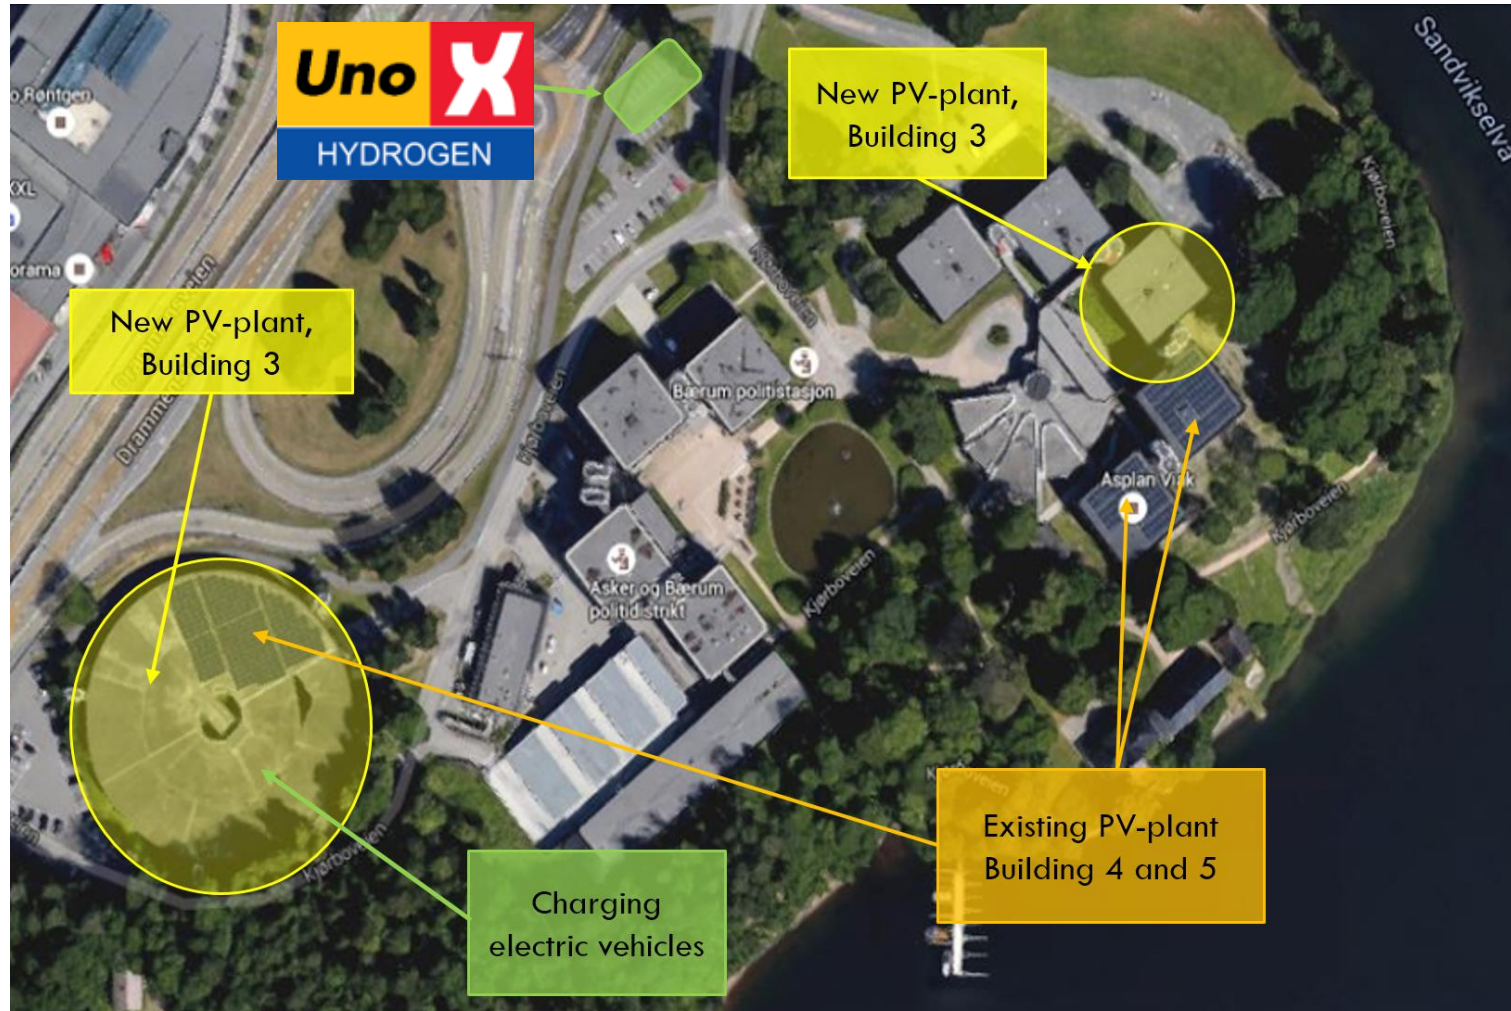 Uno X
HYDROGEN
New PV-plant,
Building 3
Sandvikselva
Kjørboveien
o.Røntgen
XXL
orama
Drammensveien
New PV-plant,
Building 3
Drammensveien
Kjørboveien
Kjørboveien
Bærum politistasjon
Asplan Viak
Kjørboveien
Asker og Bærum
politidistrikt
Kjørboveien
Existing PV-plant
Building 4 and 5
Charging
electric vehicles
Kjørboveien